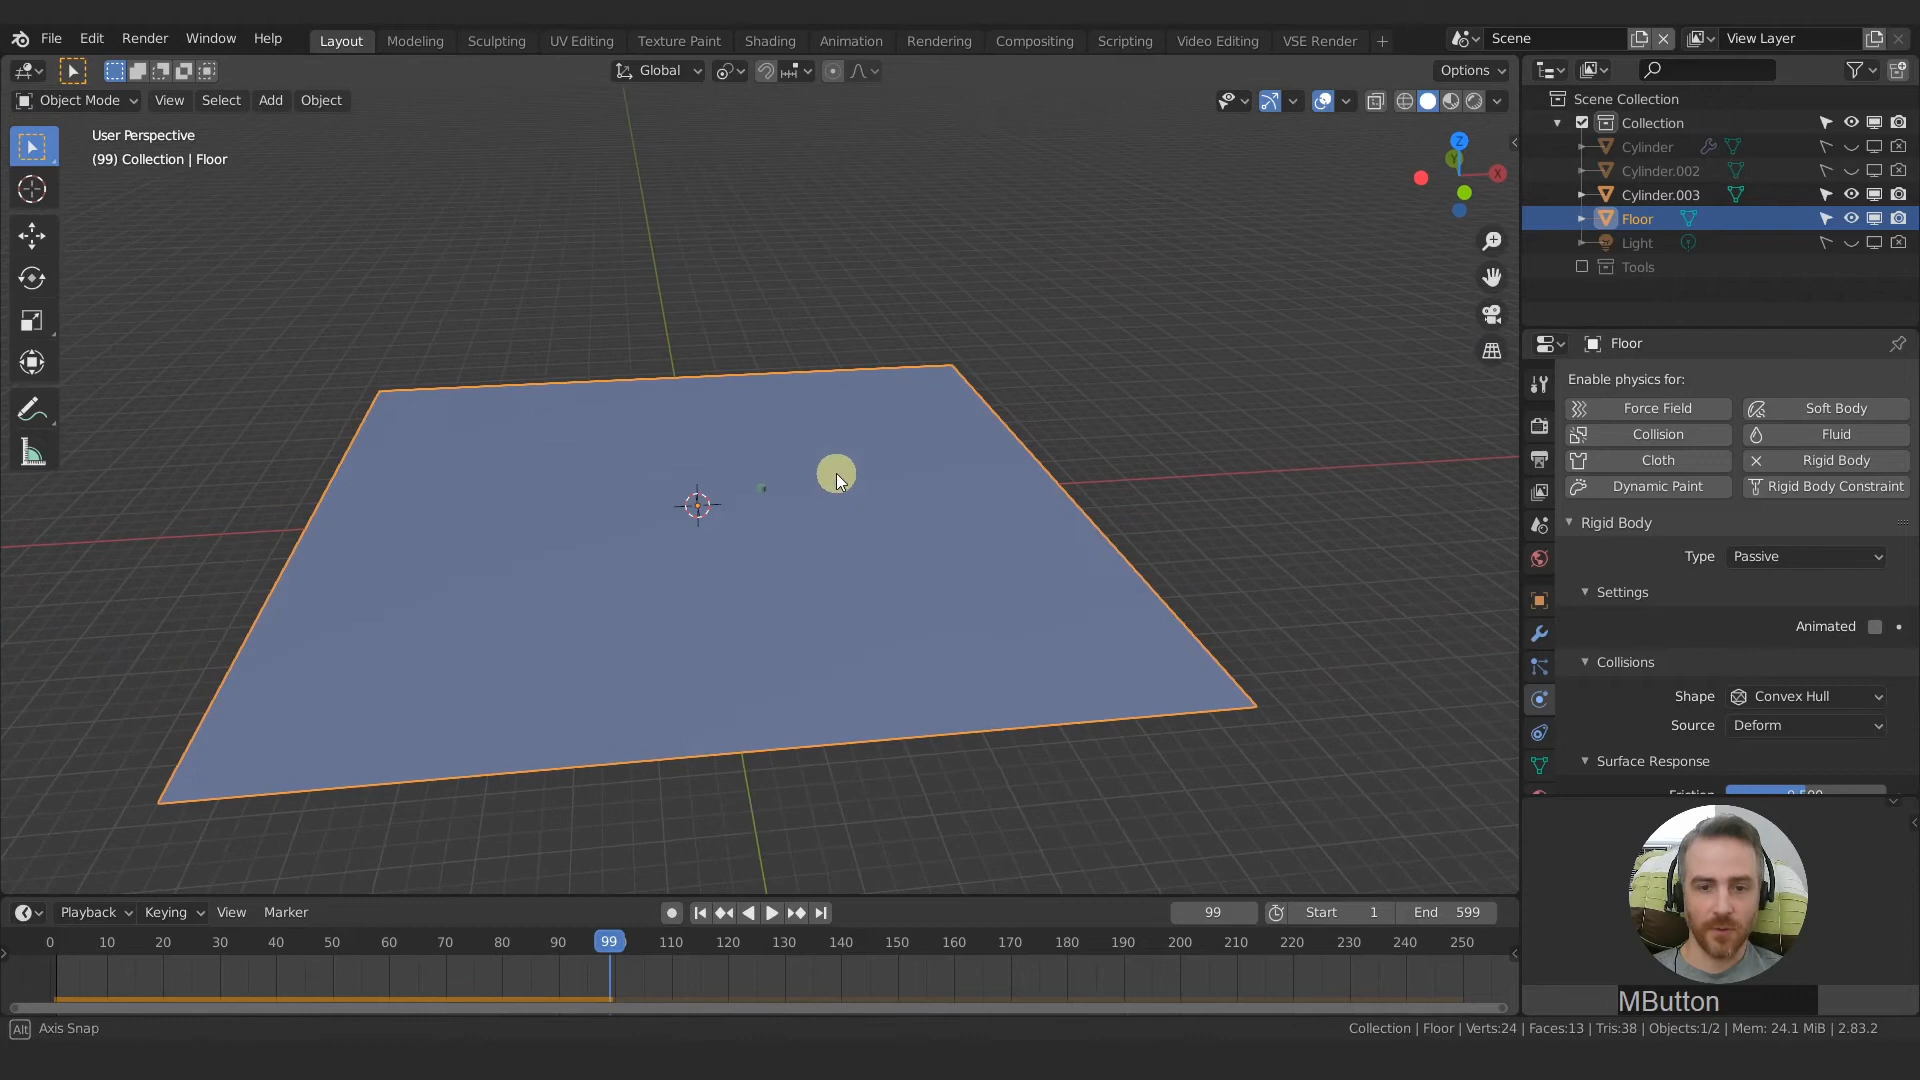 File Edit Render Window Help Layout Modeling Sculpting UV Editing Texture Paint Shading Animation Rendering Compositing Scripting Video Editing VSE Render + Scene View Layer
Global Options
Object Mode View Select Add Object
User Perspective
(99) Collection | Floor
Z
Y
X
Scene Collection
Collection
Cylinder
Cylinder.002
Cylinder.003
Floor
Light
Tools
Floor
Enable physics for:
Force Field Soft Body
Collision Fluid
Cloth Rigid Body
Dynamic Paint Rigid Body Constraint
Rigid Body
Type Passive
Settings
Animated
Collisions
Shape Convex Hull
Source Deform
Surface Response
Playback Keying View Marker 99 Start 1 End 599
0 10 20 30 40 50 60 70 80 90 99 110 120 130 140 150 160 170 180 190 200 210 220 230 240 250
MButton
Alt Axis Snap
Collection | Floor | Verts:24 | Faces:13 | Tris:38 | Objects:1/2 | Mem: 24.1 MiB | 2.83.2